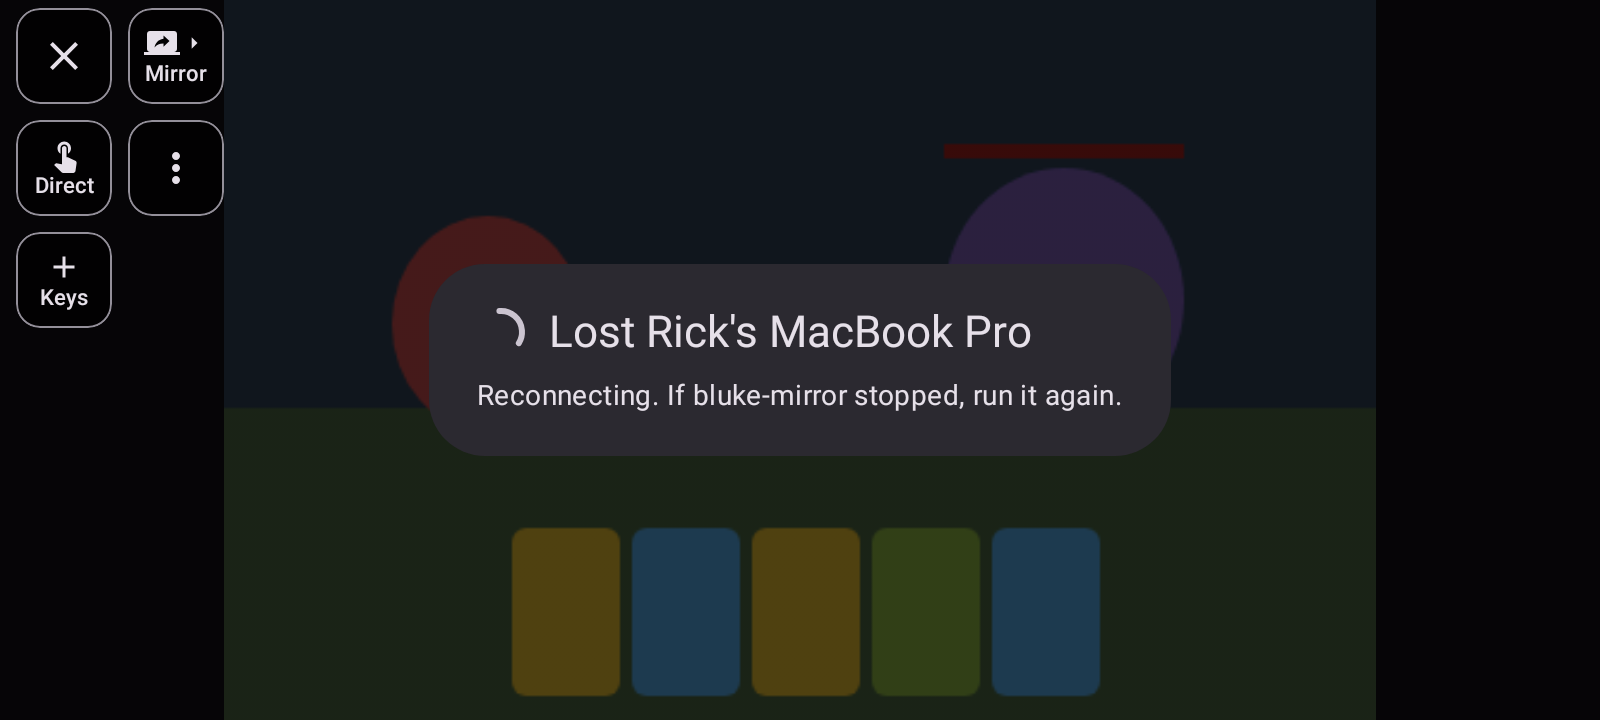 Mirror
Direct
Keys
Lost Rick's MacBook Pro
Reconnecting. If bluke-mirror stopped, run it again.